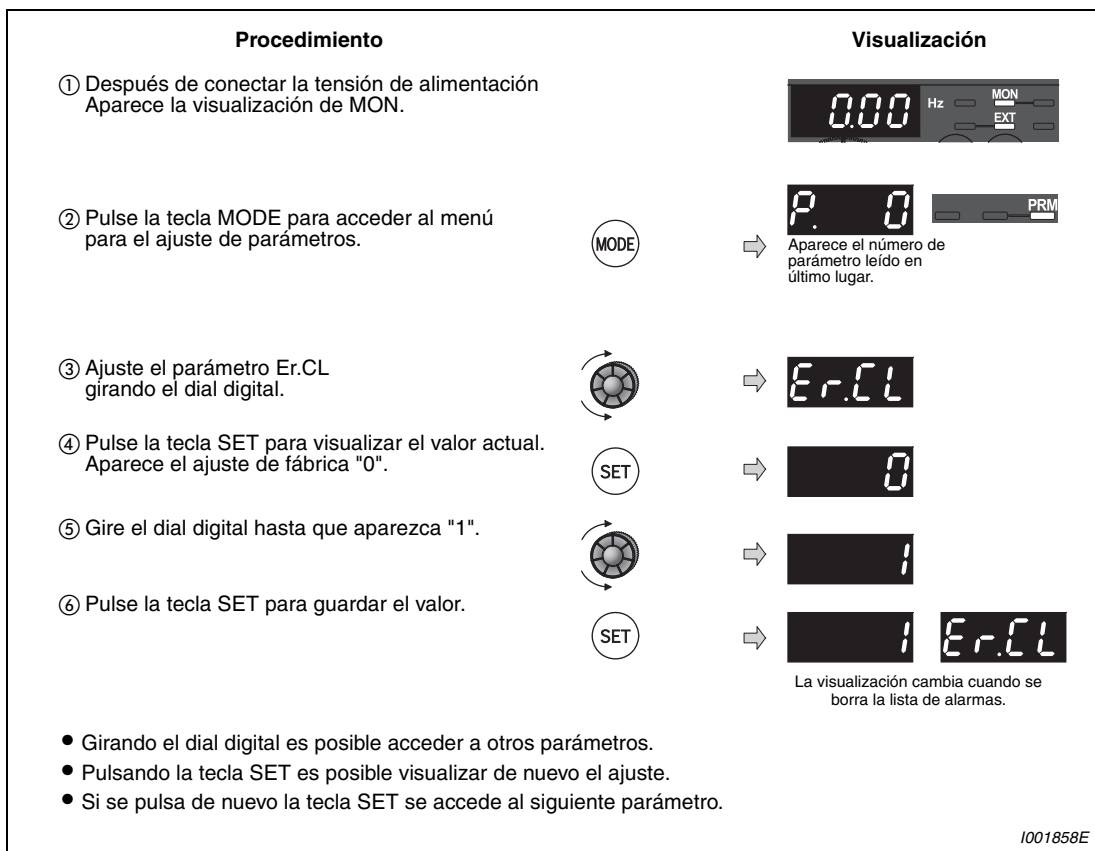 Procedimiento
Visualización
① Después de conectar la tensión de alimentación
Aparece la visualización de MON.
0.00 Hz MON
EXT
② Pulse la tecla MODE para acceder al menú
para el ajuste de parámetros.
MODE
P. 0
PRM
Aparece el número de
parámetro leído en
último lugar.
③ Ajuste el parámetro Er.CL
girando el dial digital.
Er.CL
④ Pulse la tecla SET para visualizar el valor actual.
Aparece el ajuste de fábrica "0".
SET
0
⑤ Gire el dial digital hasta que aparezca "1".
1
⑥ Pulse la tecla SET para guardar el valor.
SET
1 Er.CL
La visualización cambia cuando se
borra la lista de alarmas.
● Girando el dial digital es posible acceder a otros parámetros.
● Pulsando la tecla SET es posible visualizar de nuevo el ajuste.
● Si se pulsa de nuevo la tecla SET se accede al siguiente parámetro.
I001858E